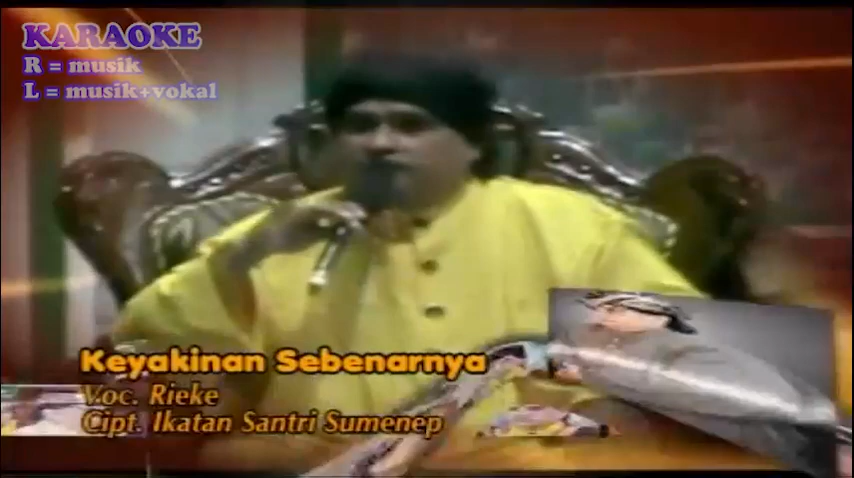 KARAOKE
R = musik
L = musik+vokal
Keyakinan Sebenarnya
Voc. Rieke
Cipt. Ikatan Santri Sumenep